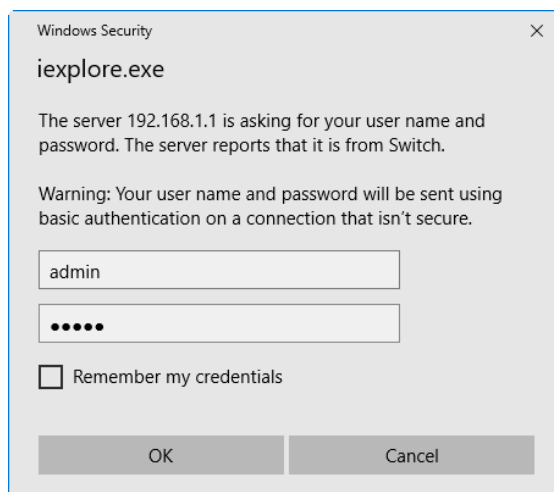 Windows Security
iexplore.exe
The server 192.168.1.1 is asking for your user name and
password. The server reports that it is from Switch.
Warning: Your user name and password will be sent using
basic authentication on a connection that isn't secure.
admin
•••••
Remember my credentials
OK
Cancel